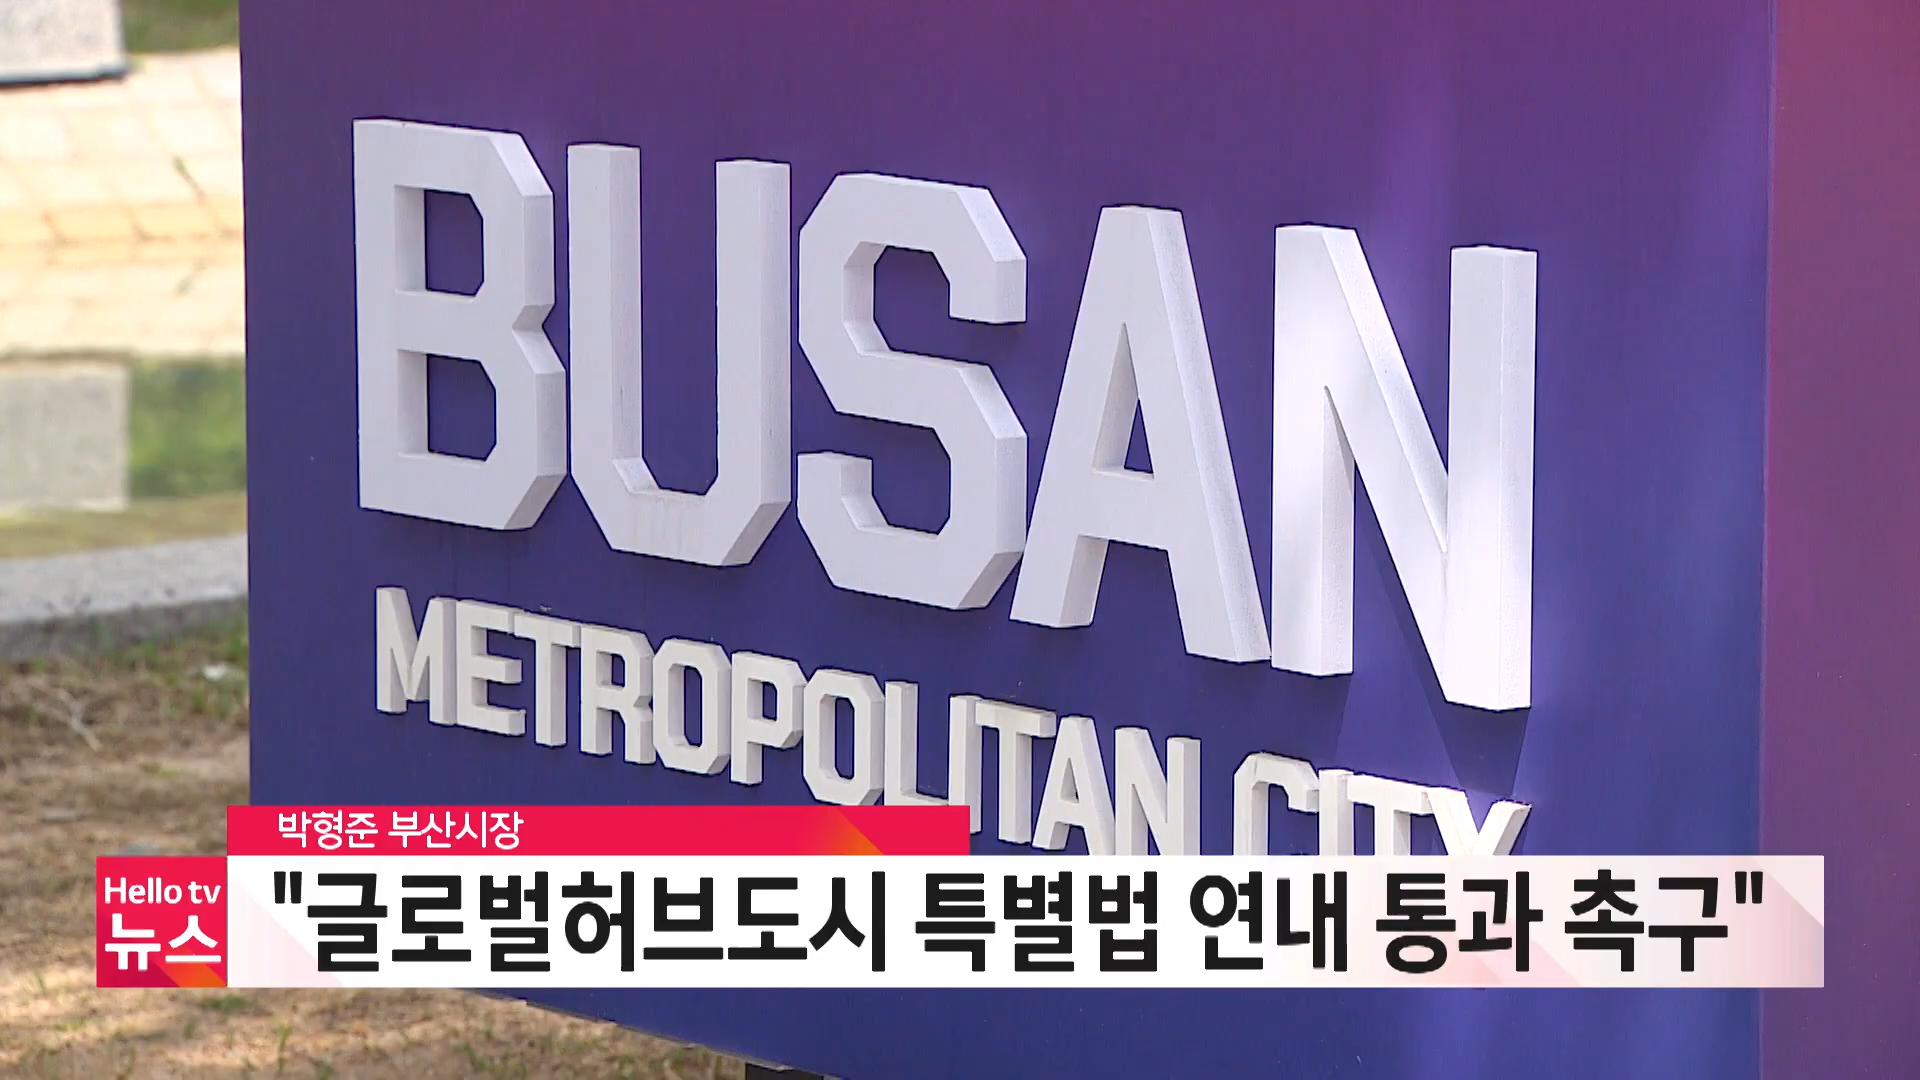 BUSAN
METROPOLITAN CITY
박형준 부산시장
Hello tv
뉴스
"글로벌허브도시 특별법 연내 통과 촉구"